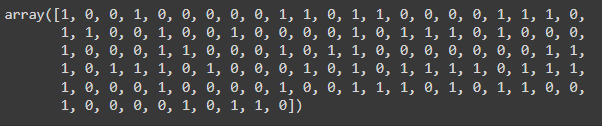 array([1, 0, 0, 1, 0, 0, 0, 0, 0, 1, 1, 0, 1, 1, 0, 0, 0, 0, 1, 1, 1, 0,
1, 1, 0, 0, 1, 0, 0, 1, 0, 0, 0, 0, 1, 0, 1, 1, 1, 0, 1, 0, 0, 0,
1, 0, 0, 0, 1, 1, 0, 0, 0, 1, 0, 1, 1, 0, 0, 0, 0, 0, 0, 0, 1, 1,
1, 0, 1, 1, 1, 0, 1, 0, 0, 0, 1, 0, 1, 0, 1, 1, 1, 1, 0, 1, 1, 1,
1, 0, 0, 0, 1, 0, 0, 0, 0, 1, 0, 0, 1, 1, 1, 0, 1, 0, 1, 1, 0, 0,
1, 0, 0, 0, 0, 1, 0, 1, 1, 0])